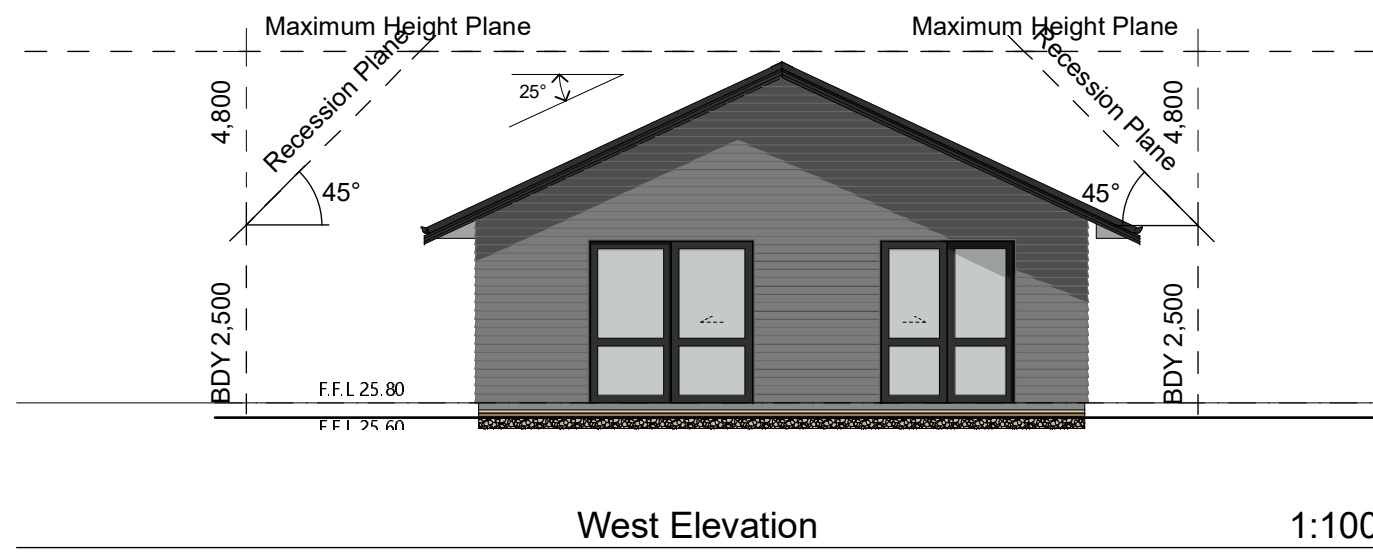 Maximum Height Plane
Maximum Height Plane
Recession Plane
Recession Plane
4,800
4,800
25°
45°
45°
BDY 2,500
BDY 2,500
F.F.L 25.80
F.F.L 25.60
West Elevation
1:100